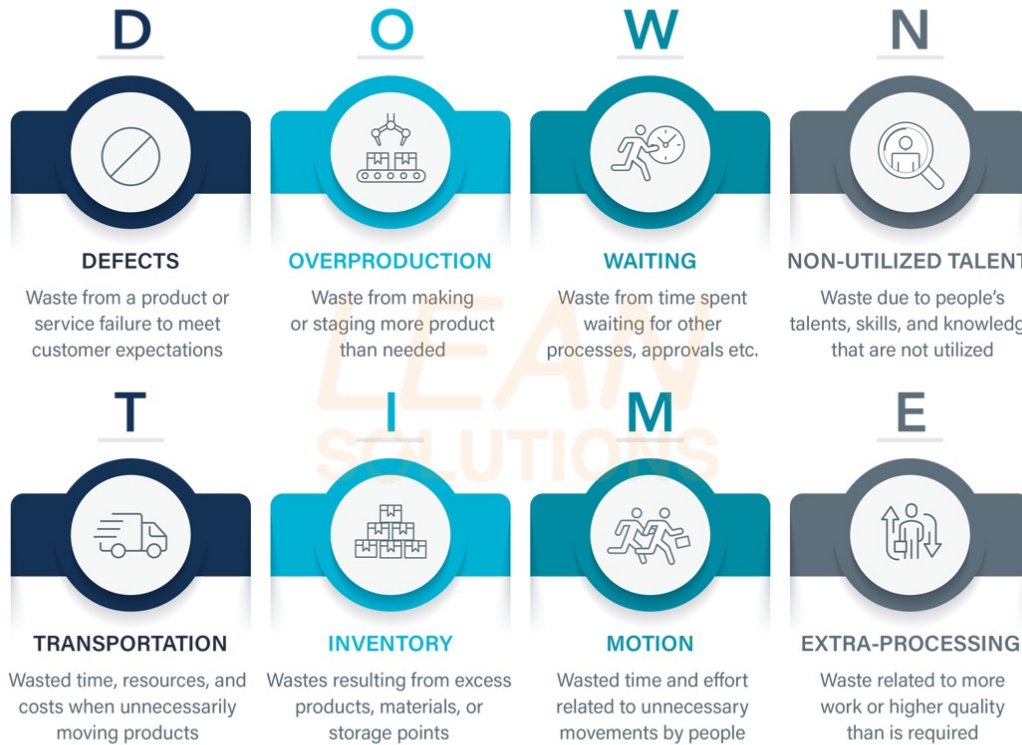 D
O
W
N
DEFECTS
Waste from a product or
service failure to meet
customer expectations
OVERPRODUCTION
Waste from making
or staging more product
than needed
WAITING
Waste from time spent
waiting for other
processes, approvals etc.
NON-UTILIZED TALENT
Waste due to people’s
talents, skills, and knowledg
that are not utilized
LEAN
SOLUTIONS
T
I
M
E
TRANSPORTATION
Wasted time, resources, and
costs when unnecessarily
moving products
INVENTORY
Wastes resulting from excess
products, materials, or
storage points
MOTION
Wasted time and effort
related to unnecessary
movements by people
EXTRA-PROCESSING
Waste related to more
work or higher quality
than is required